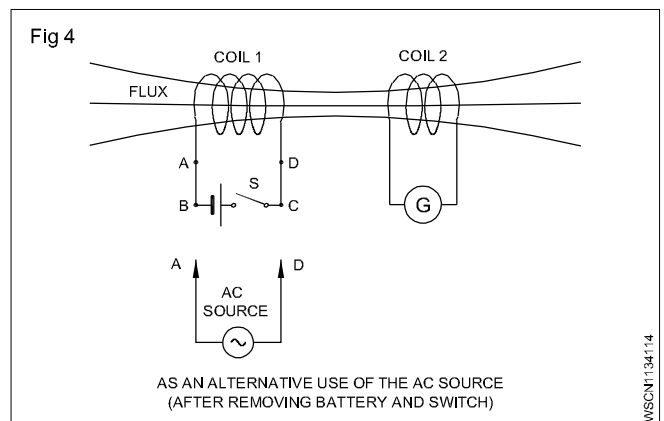 Fig 4
COIL 1
COIL 2
FLUX
A
D
S
B
C
G
A
D
AC
SOURCE
~
AS AN ALTERNATIVE USE OF THE AC SOURCE
(AFTER REMOVING BATTERY AND SWITCH)
WSCN1134114